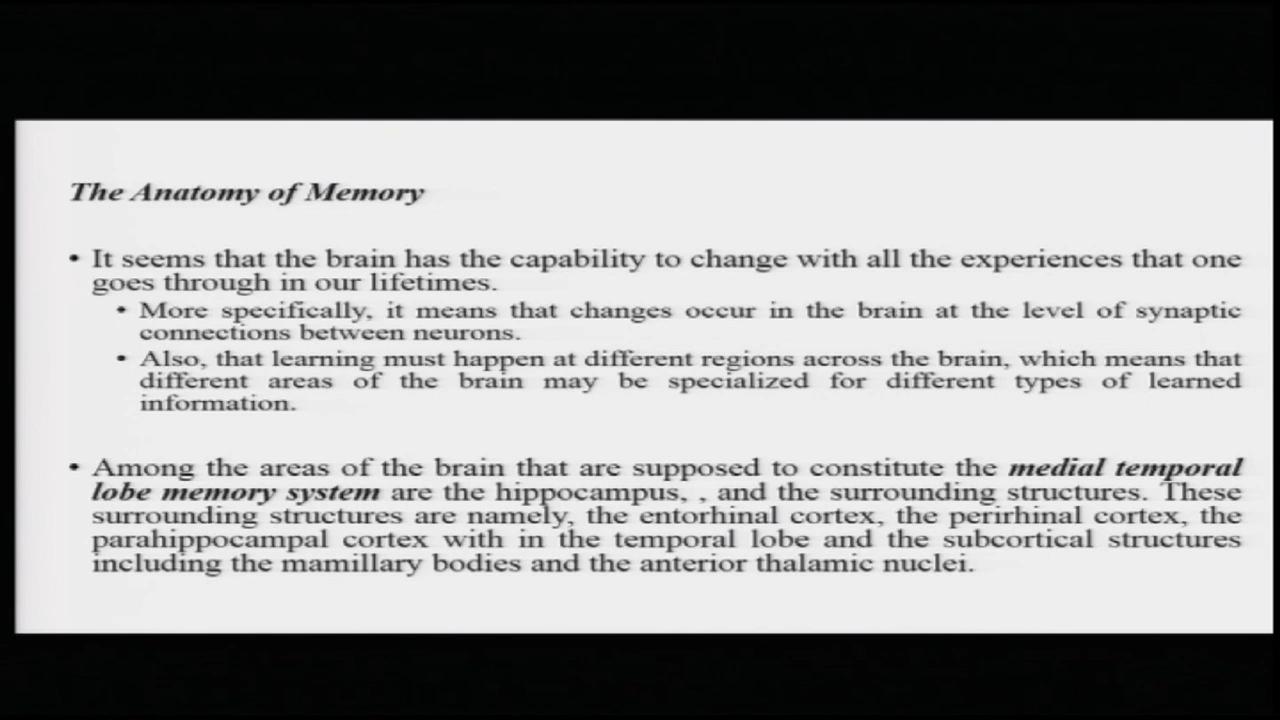 The Anatomy of Memory
• It seems that the brain has the capability to change with all the experiences that one
goes through in our lifetimes.
• More specifically, it means that changes occur in the brain at the level of synaptic
connections between neurons.
• Also, that learning must happen at different regions across the brain, which means that
different areas of the brain may be specialized for different types of learned
information.
• Among the areas of the brain that are supposed to constitute the medial temporal
lobe memory system are the hippocampus, , and the surrounding structures. These
surrounding structures are namely, the entorhinal cortex, the perirhinal cortex, the
parahippocampal cortex with in the temporal lobe and the subcortical structures
including the mamillary bodies and the anterior thalamic nuclei.